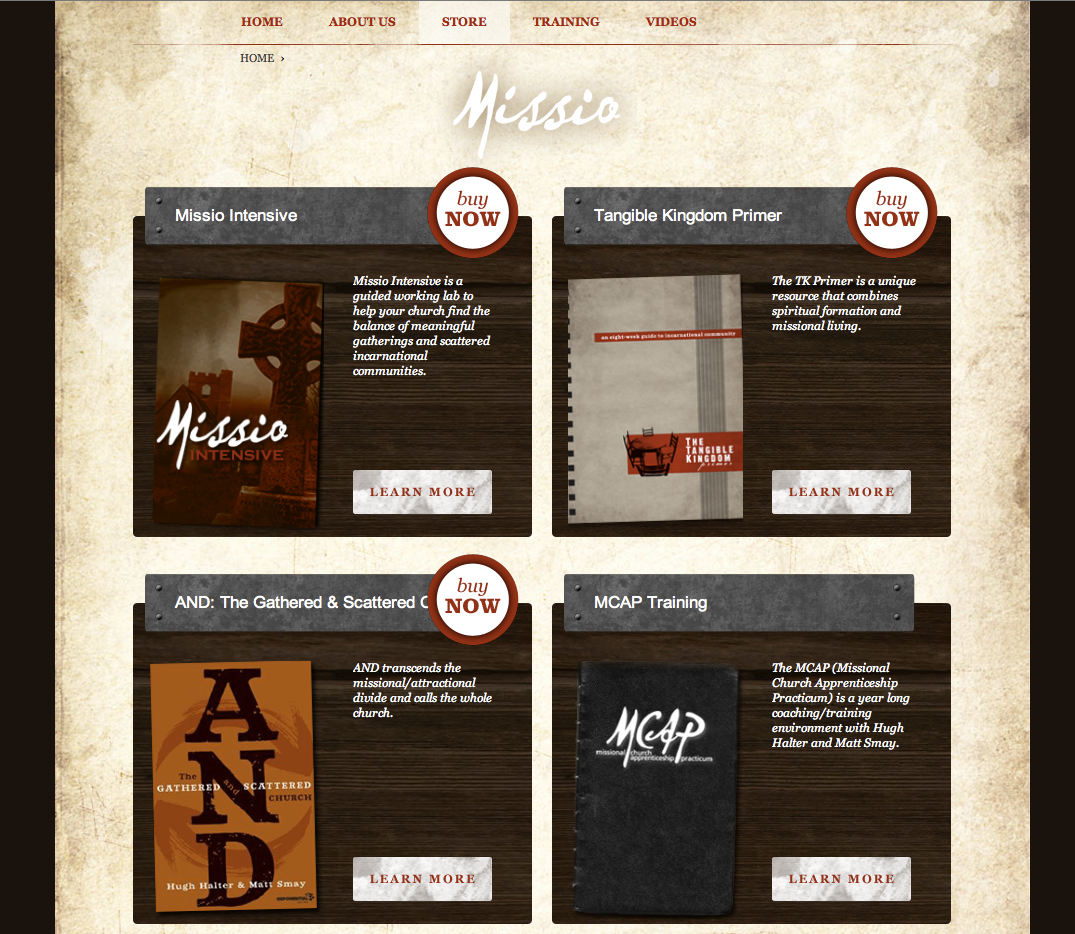 HOME ABOUT US STORE TRAINING VIDEOS
HOME ›
Missio
Missio Intensive
buy
NOW
Missio Intensive is a
guided working lab to
help your church find the
balance of meaningful
gatherings and scattered
incarnational
communities.
Missio
INTENSIVE
LEARN MORE
Tangible Kingdom Primer
buy
NOW
The TK Primer is a unique
resource that combines
spiritual formation and
missional living.
an eight-week guide to incarnational community
THE
TANGIBLE
KINGDOM
primer
LEARN MORE
AND: The Gathered & Scattered C
buy
NOW
AND transcends the
missional/attractional
divide and calls the whole
church.
AND
The
GATHERED and SCATTERED
CHURCH
Hugh Halter & Matt Smay
EXPONENTIAL
LEARN MORE
MCAP Training
The MCAP (Missional
Church Apprenticeship
Practicum) is a year long
coaching/training
environment with Hugh
Halter and Matt Smay.
MCAP
missional church
apprenticeship practicum
LEARN MORE